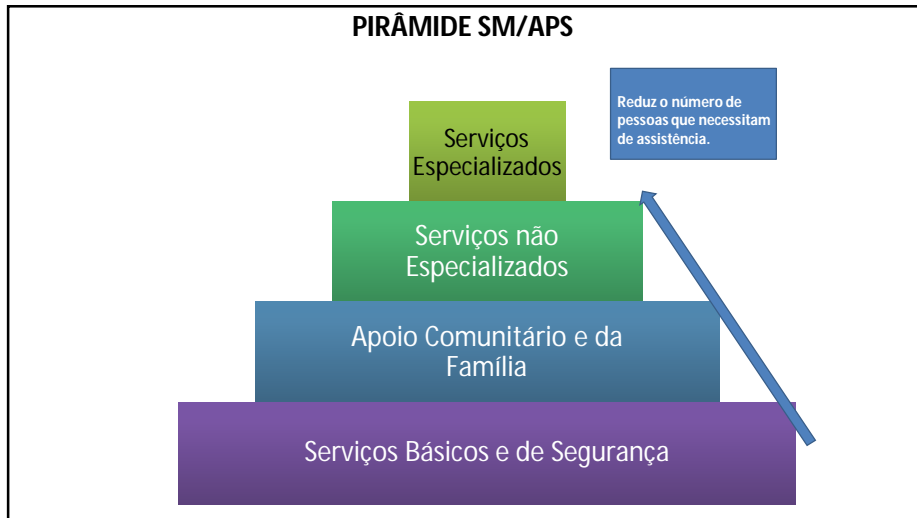 PIRÂMIDE SM/APS
Reduz o número de
pessoas que necessitam
de assistência.
Serviços
Especializados
Serviços não
Especializados
Apoio Comunitário e da
Família
Serviços Básicos e de Segurança